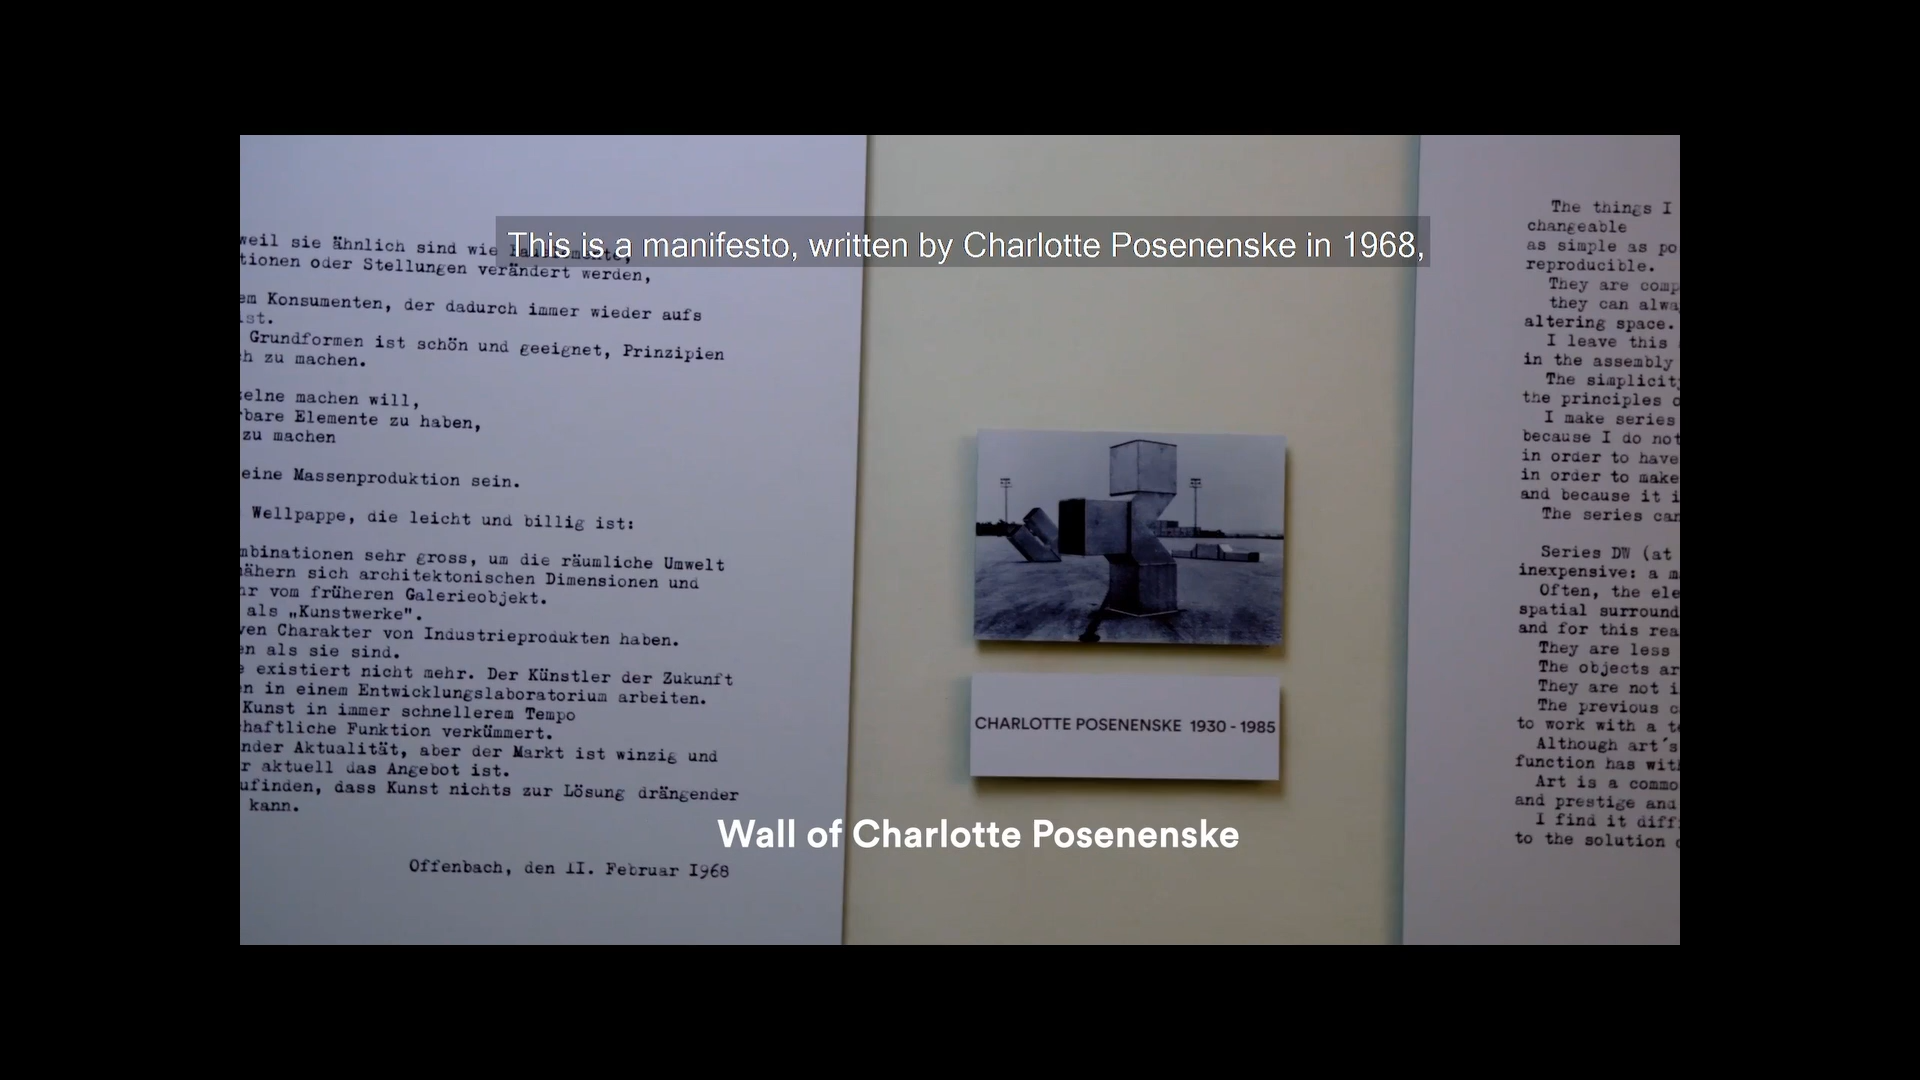 This is a manifesto, written by Charlotte Posenenske in 1968,
weil sie ähnlich sind wie
tionen oder Stellungen verändert werden,
em Konsumenten, der dadurch immer wieder aufs
st.
Grundformen ist schön und geeignet, Prinzipien
h zu machen.
elne machen will,
bare Elemente zu haben,
zu machen
eine Massenproduktion sein.
Wellpappe, die leicht und billig ist:
mbinationen sehr gross, um die räumliche Umwelt
ähern sich architektonischen Dimensionen und
hr vom früheren Galerieobjekt.
als „Kunstwerke".
ven Charakter von Industrieprodukten haben.
en als sie sind.
e existiert nicht mehr. Der Künstler der Zukunft
en in einem Entwicklungslaboratorium arbeiten.
Kunst in immer schnellerem Tempo
haftliche Funktion verkümmert.
nder Aktualität, aber der Markt ist winzig und
r aktuell das Angebot ist.
ufinden, dass Kunst nichts zur Lösung drängender
kann.
Offenbach, den II. Februar I968
CHARLOTTE POSENENSKE 1930 - 1985
Wall of Charlotte Posenenske
The things I
changeable
as simple as po
reproducible.
They are comp
they can alwa
altering space.
I leave this
in the assembly
The simplicity
the principles o
I make series
because I do not
in order to have
in order to make
and because it i
The series can
Series DW (at
inexpensive: a m
Often, the ele
spatial surround
and for this rea
They are less
The objects ar
They are not i
The previous c
to work with a te
Although art´s
function has with
Art is a commo
and prestige and
I find it diff
to the solution o